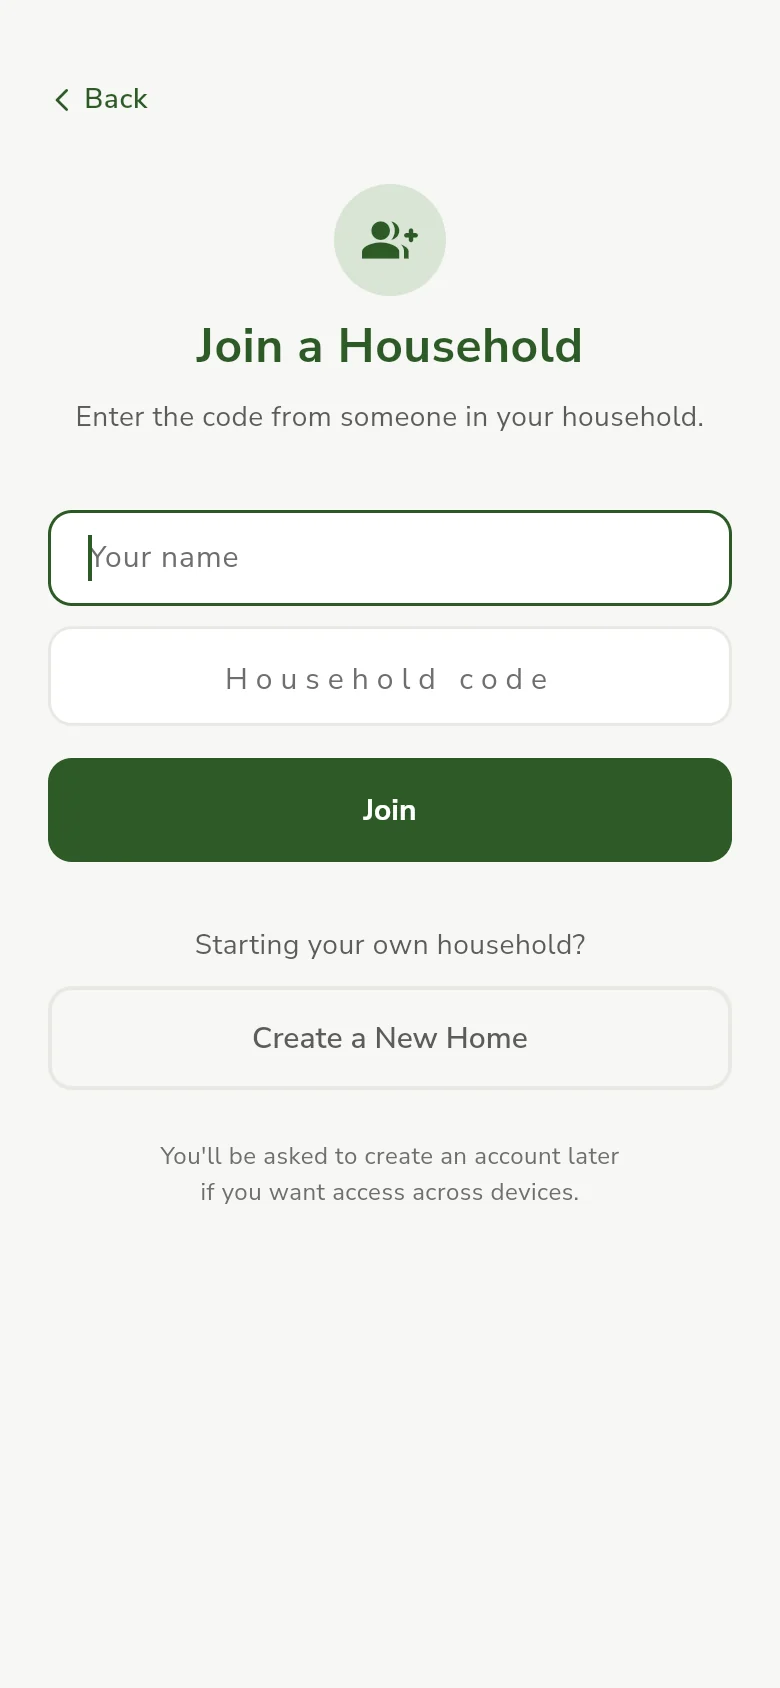 Back
Join a Household
Enter the code from someone in your household.
Your name
Household code
Join
Starting your own household?
Create a New Home
You'll be asked to create an account later
if you want access across devices.